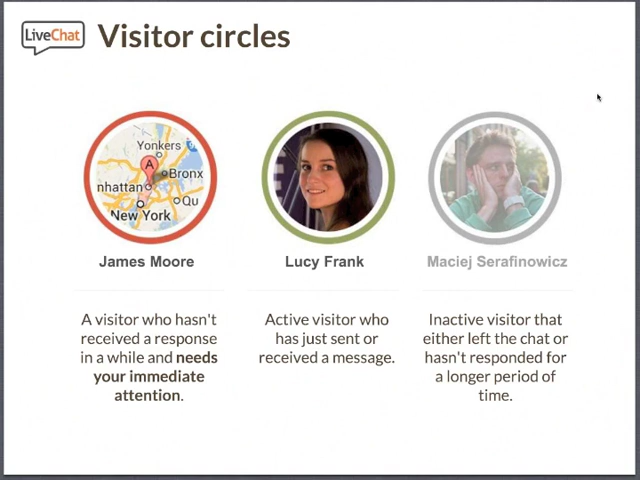 LiveChat
Visitor circles
Yonkers
A
Bronx
nhattan
Qu
New York
James Moore
Lucy Frank
Maciej Serafinowicz
A visitor who hasn't
received a response
in a while and needs
your immediate
attention.
Active visitor who
has just sent or
received a message.
Inactive visitor that
either left the chat or
hasn't responded for
a longer period of
time.